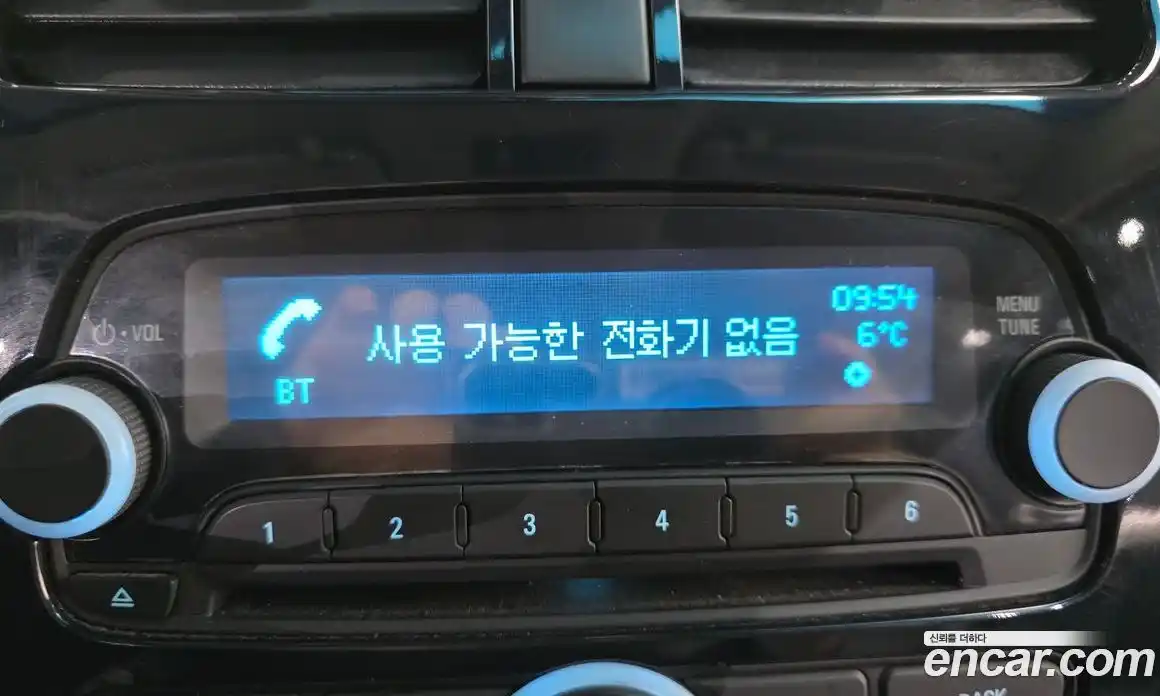 09:54
사용 가능한 전화기 없음
6°C
BT
VOL
MENU
TUNE
1 2 3 4 5 6
신뢰를 더하다
encar.com
BACK